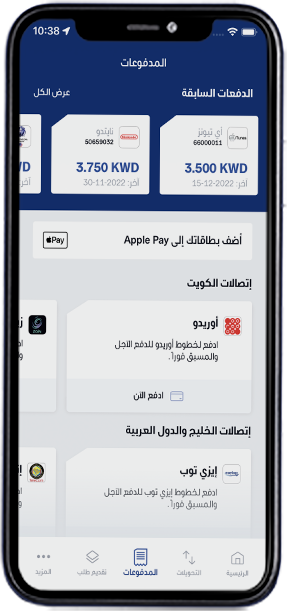 10:38
المدفوعات
الدفعات السابقة
عرض الكل
أي تيونز
66000011
iTunes
3.500 KWD
آخر: 2022-12-15
نايتندو
50659032
3.750 KWD
آخر: 2022-11-30
أضف بطاقاتك إلى Apple Pay
Pay
إتصالات الكويت
أوريدو
ادفع لخطوط أوريدو للدفع الآجل
والمسبق فوراً.
ادفع الآن
إتصالات الخليج والدول العربية
إيزي توب
ادفع لخطوط إيزي توب للدفع الآجل
والمسبق فوراً.
الرئيسية
التحويلات
المدفوعات
تقديم طلب
المزيد